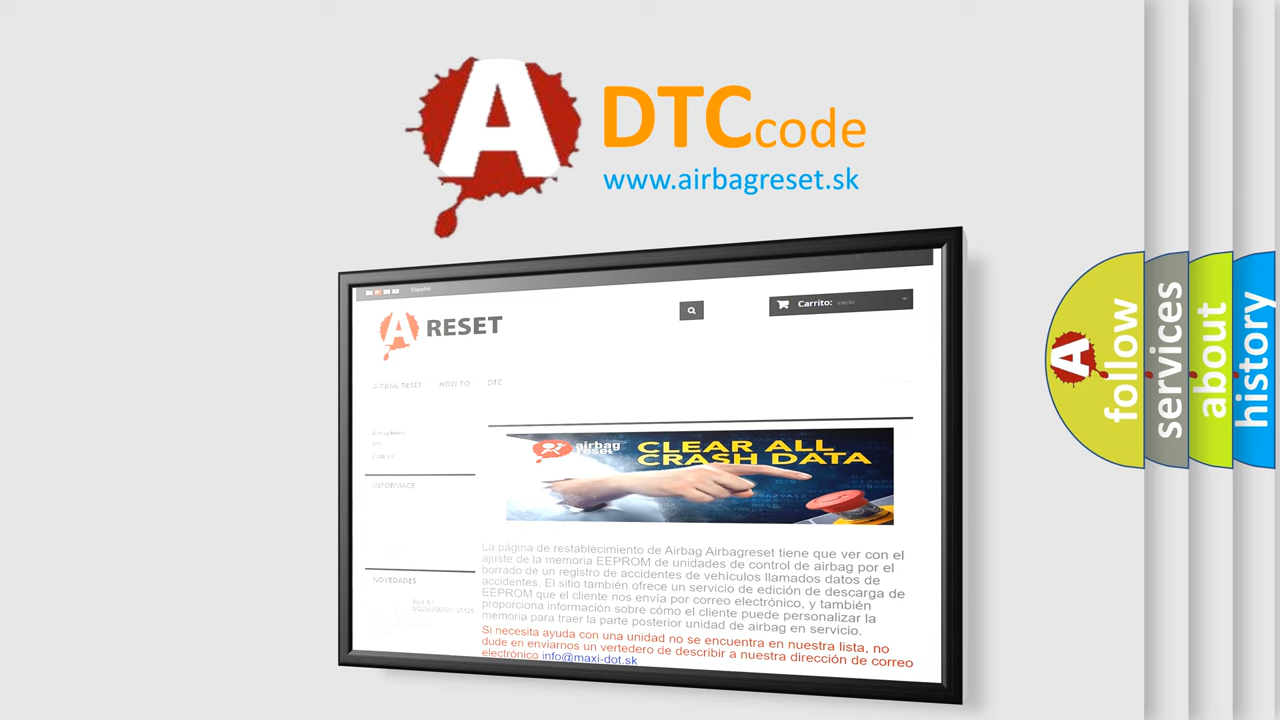 A DTC code
www.airbagreset.sk
Español
A RESET
Carrito: vacío
AIRBAG RESET HOW TO DTC
INFORMACE
NOVEDADES
airbag
reset
CLEAR ALL
CRASH DATA
La página de restablecimiento de Airbag Airbagreset tiene que ver con el
ajuste de la memoria EEPROM de unidades de control de airbag por el
borrado de un registro de accidentes de vehículos llamados datos de
accidentes. El sitio también ofrece un servicio de edición de descarga de
EEPROM que el cliente nos envía por correo electrónico, y también
proporciona información sobre cómo el cliente puede personalizar la
memoria para traer la parte posterior unidad de airbag en servicio.
Si necesita ayuda con una unidad no se encuentra en nuestra lista, no
dude en enviarnos un vertedero de describir a nuestra dirección de correo
electrónico info@maxi-dot.sk
A
follow
services
about
history